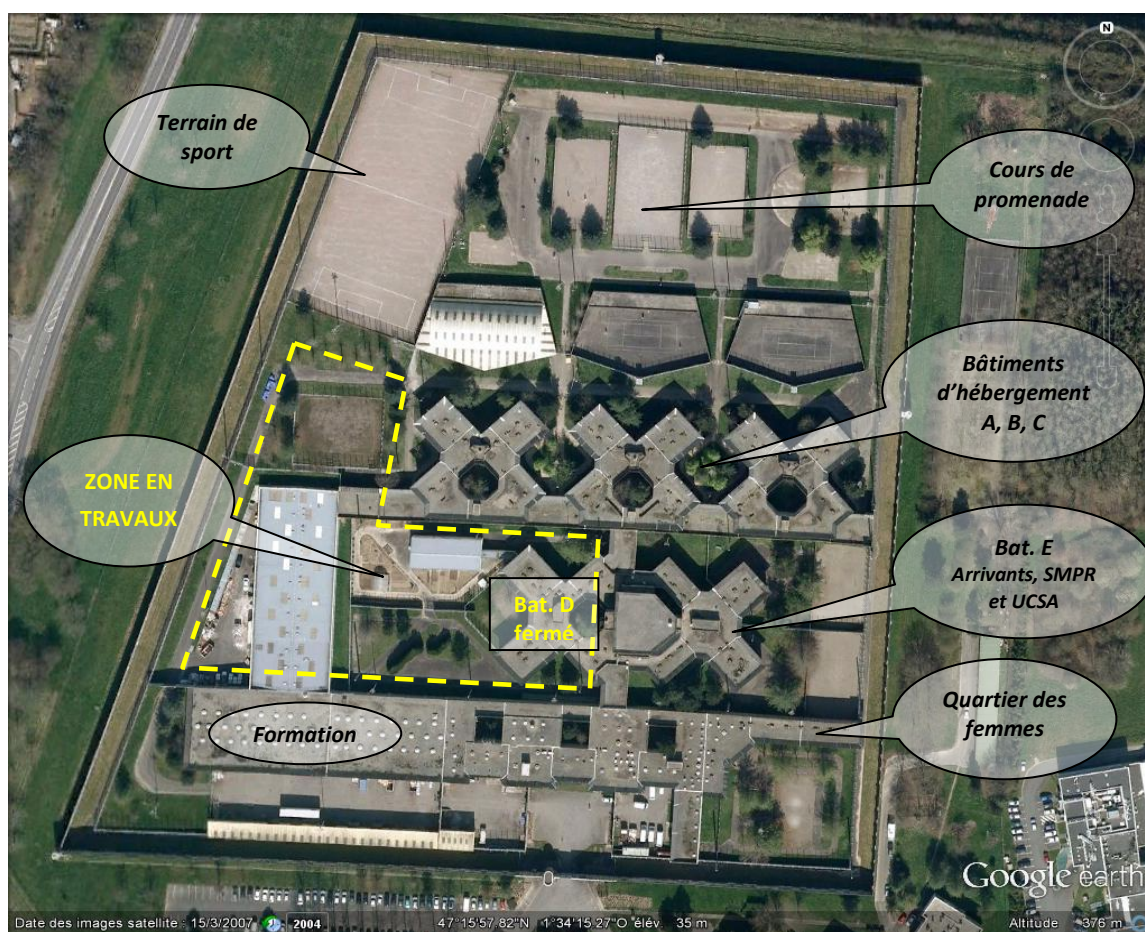 N
Terrain de
sport
Cours de
promenade
Bâtiments
d'hébergement
A, B, C
ZONE EN
TRAVAUX
Bat. D
fermé
Bat. E
Arrivants, SMPR
et UCSA
Quartier des
femmes
Formation
Google earth
Date des images satellite : 15/3/2007 2004 47°15'57.82"N 1°34'15.27"O élév. 35 m Altitude 376 m